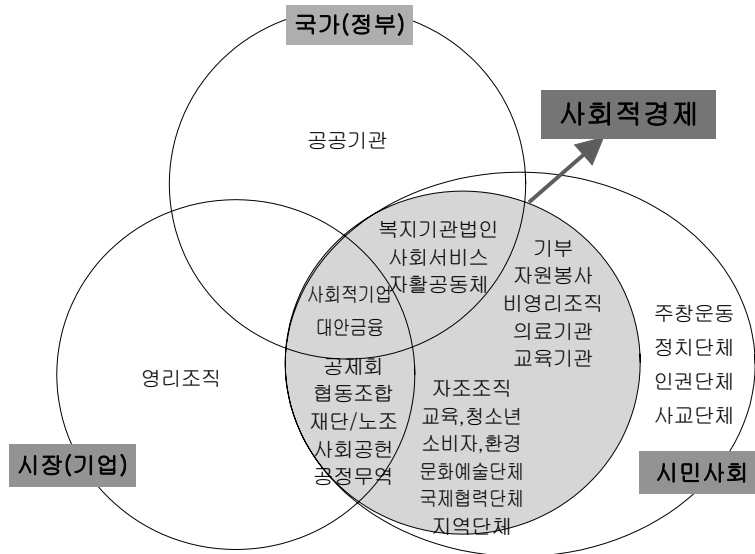 국가(정부)
사회적경제
공공기관
복지기관법인
사회서비스
자활공동체
기부
자원봉사
비영리조직
의료기관
교육기관
사회적기업
대안금융
주창운동
정치단체
인권단체
사교단체
영리조직
공제회
협동조합
재단/노조
사회공헌
공정무역
자조조직
교육,청소년
소비자,환경
문화예술단체
국제협력단체
지역단체
시장(기업)
시민사회